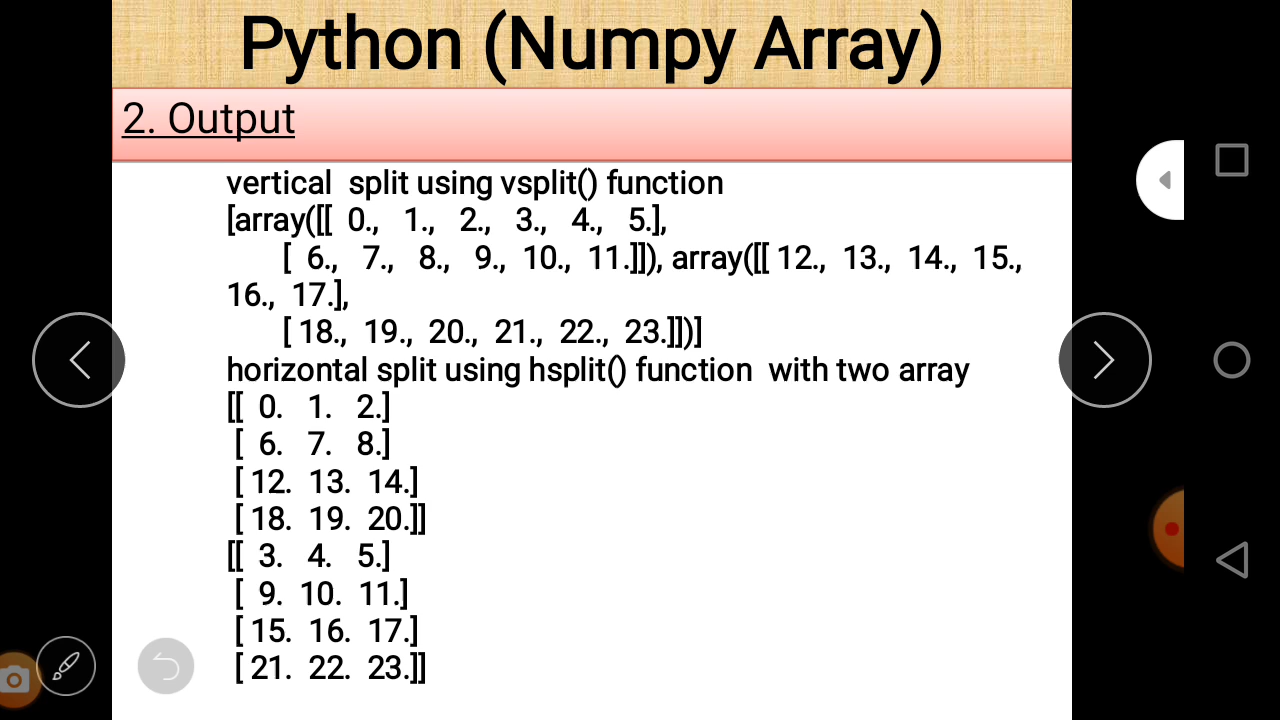 Python (Numpy Array)
2. Output
vertical  split using vsplit() function
[array([[  0.,   1.,   2.,   3.,   4.,   5.],
[  6.,   7.,   8.,   9.,  10.,  11.]]), array([[ 12.,  13.,  14.,  15.,
16.,  17.],
[ 18.,  19.,  20.,  21.,  22.,  23.]])]
horizontal split using hsplit() function  with two array
[[  0.   1.   2.]
[  6.   7.   8.]
[ 12.  13.  14.]
[ 18.  19.  20.]]
[[  3.   4.   5.]
[  9.  10.  11.]
[ 15.  16.  17.]
[ 21.  22.  23.]]